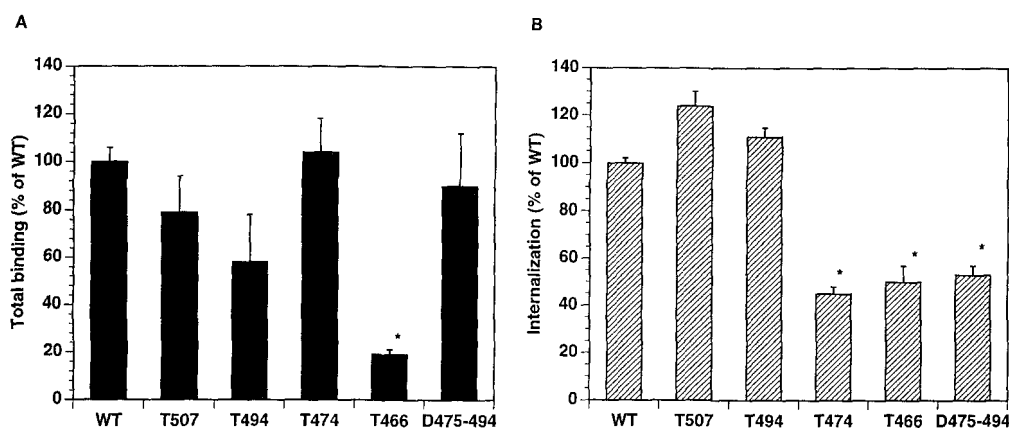 A
Total binding (% of WT)
140
120
100
80
60
40
20
0
*
WT T507 T494 T474 T466 D475-494
B
Internalization (% of WT)
140
120
100
80
60
40
20
0
* * *
WT T507 T494 T474 T466 D475-494